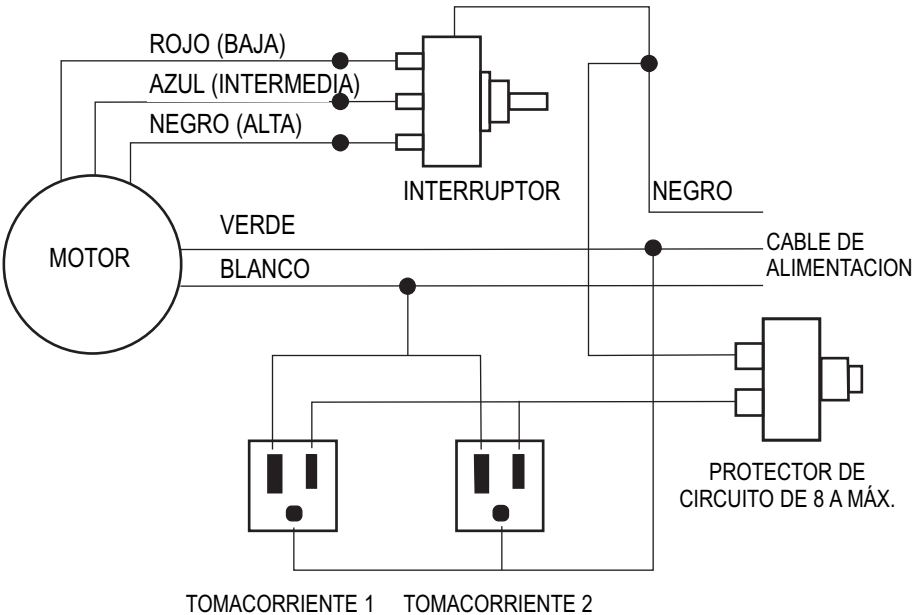 ROJO (BAJA)
AZUL (INTERMEDIA)
NEGRO (ALTA)
INTERRUPTOR
NEGRO
VERDE
MOTOR
BLANCO
CABLE DE
ALIMENTACION
PROTECTOR DE
CIRCUITO DE 8 A MÁX.
TOMACORRIENTE 1
TOMACORRIENTE 2